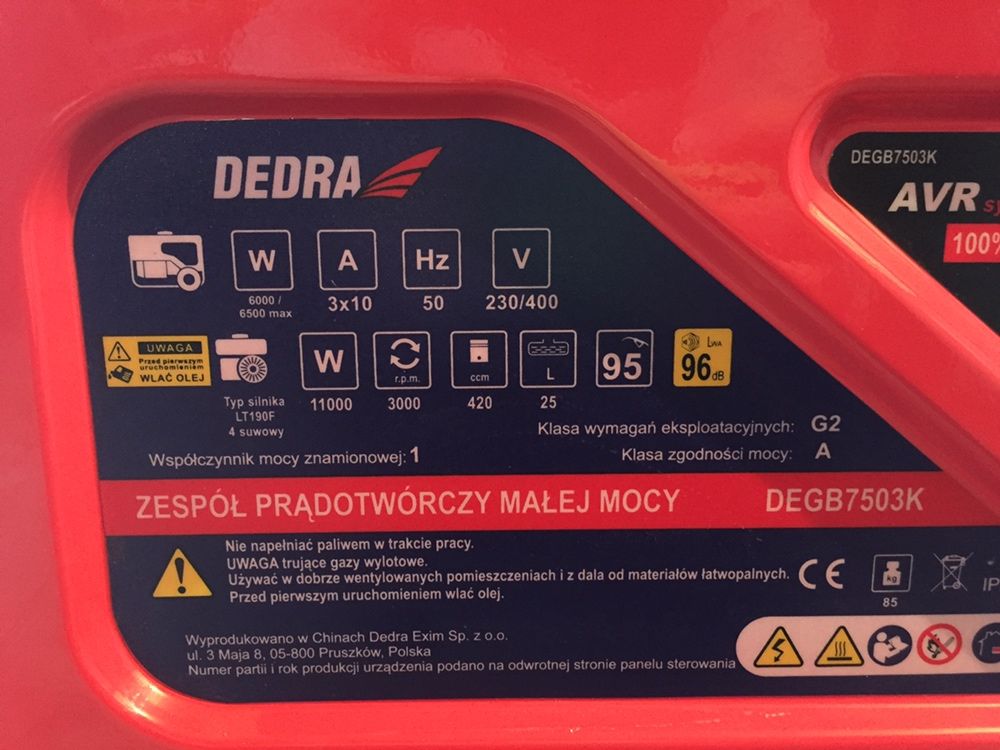 DEDRA
DEGB7503K
AVR
100%
W A Hz V
6000 / 3x10 50 230/400
6500 max
UWAGA
Przed pierwszym
uruchomieniem
WLAĆ OLEJ
W r.p.m. ccm L 95 LWA
96 dB
Typ silnika 11000 3000 420 25
LT190F
4 suwowy
Klasa wymagań eksploatacyjnych: G2
Współczynnik mocy znamionowej: 1
Klasa zgodności mocy: A
ZESPÓŁ PRĄDOTWÓRCZY MAŁEJ MOCY DEGB7503K
Nie napełniać paliwem w trakcie pracy.
UWAGA trujące gazy wylotowe.
Używać w dobrze wentylowanych pomieszczeniach i z dala od materiałów łatwopalnych.
Przed pierwszym uruchomieniem wlać olej.
CE kg IP
85
Wyprodukowano w Chinach Dedra Exim Sp. z o.o.
ul. 3 Maja 8, 05-800 Pruszków, Polska
Numer partii i rok produkcji urządzenia podano na odwrotnej stronie panelu sterowania